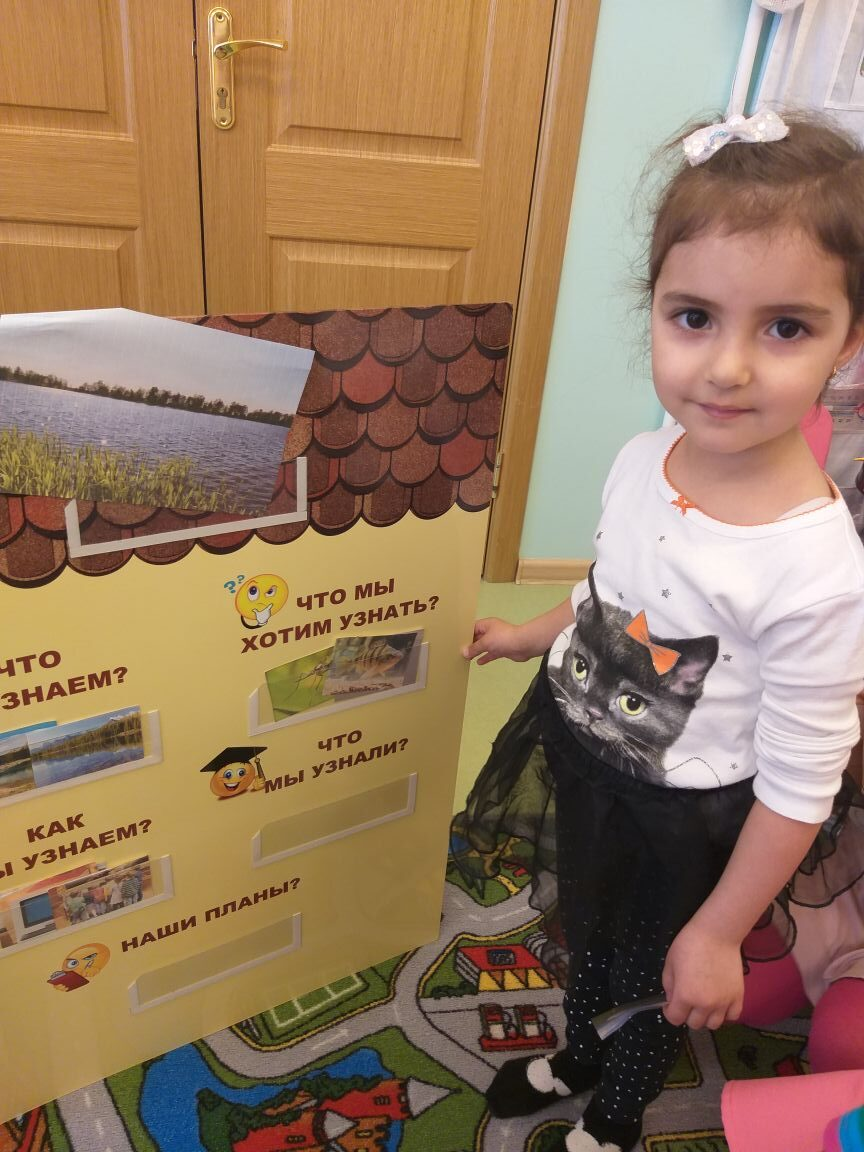 ЧТО
ЗНАЕМ?
ЧТО МЫ
ХОТИМ УЗНАТЬ?
КАК
Ы УЗНАЕМ?
ЧТО
МЫ УЗНАЛИ?
НАШИ ПЛАНЫ?